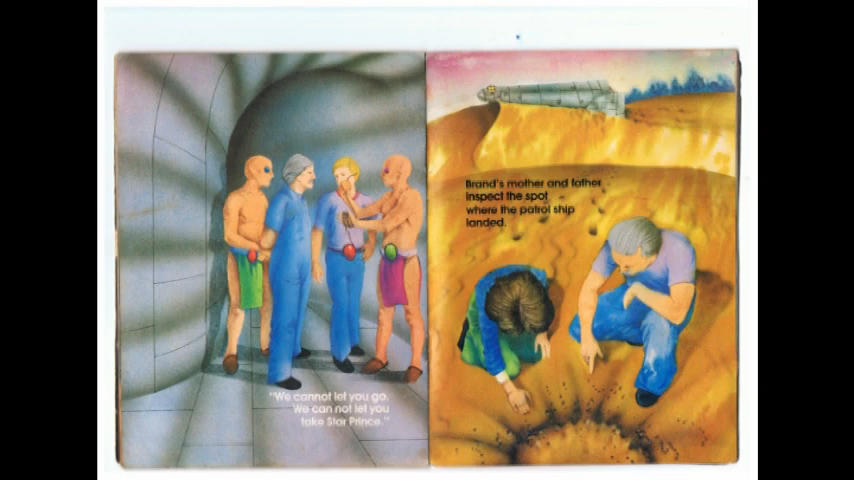 "We cannot let you go.
We can not let you
take Star Prince."
Brand's mother and father
inspect the spot
where the patrol ship
landed.